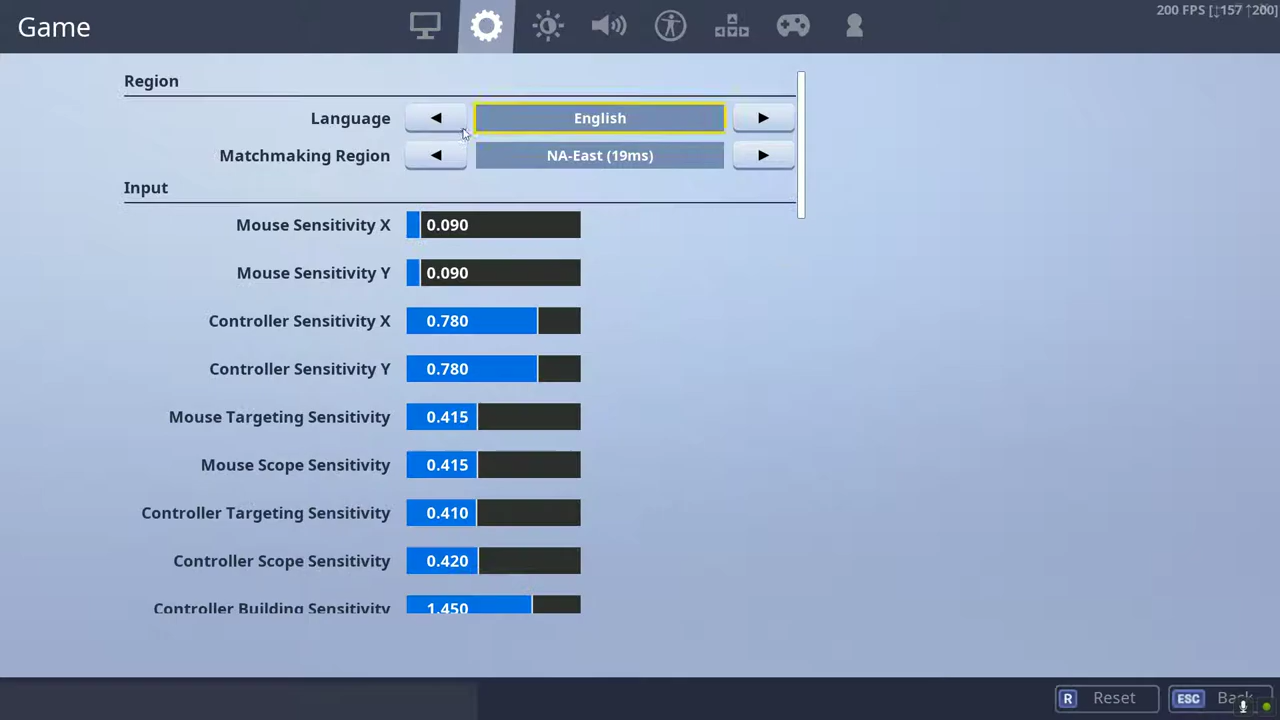 Game
200 FPS [↓157 ↑200]
Region
Language ◄ English ►
Matchmaking Region ◄ NA-East (19ms) ►
Input
Mouse Sensitivity X 0.090
Mouse Sensitivity Y 0.090
Controller Sensitivity X 0.780
Controller Sensitivity Y 0.780
Mouse Targeting Sensitivity 0.415
Mouse Scope Sensitivity 0.415
Controller Targeting Sensitivity 0.410
Controller Scope Sensitivity 0.420
Controller Building Sensitivity 1.450
R Reset ESC Back